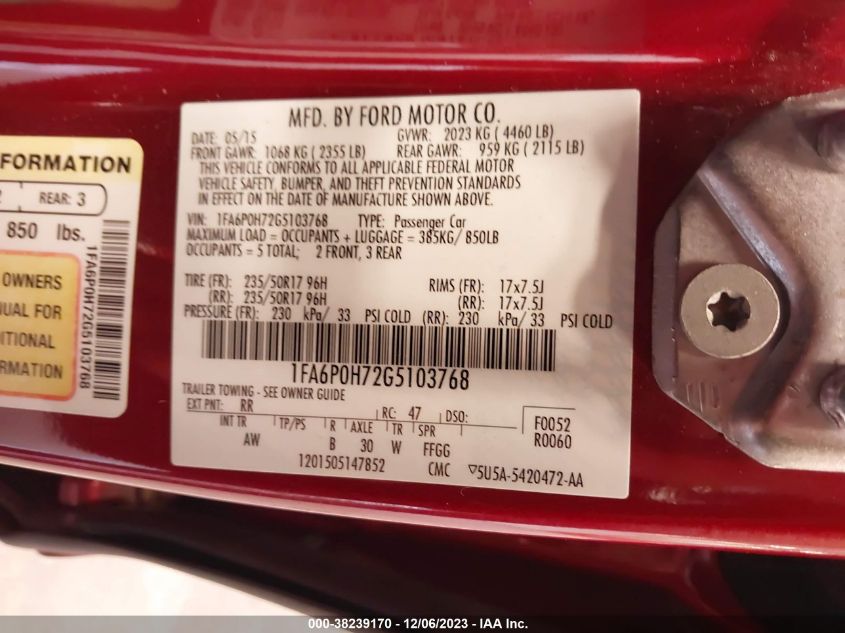 MFD. BY FORD MOTOR CO.
DATE: 05/15 GVWR: 2023 KG ( 4460 LB)
FRONT GAWR: 1068 KG ( 2355 LB) REAR GAWR: 959 KG ( 2115 LB)
THIS VEHICLE CONFORMS TO ALL APPLICABLE FEDERAL MOTOR
VEHICLE SAFETY, BUMPER, AND THEFT PREVENTION STANDARDS
IN EFFECT ON THE DATE OF MANUFACTURE SHOWN ABOVE.
VIN: 1FA6P0H72G5103768 TYPE: Passenger Car
MAXIMUM LOAD = OCCUPANTS + LUGGAGE = 385KG/ 850LB
OCCUPANTS = 5 TOTAL; 2 FRONT, 3 REAR
TIRE (FR): 235/50R17 96H RIMS (FR): 17x7.5J
(RR): 235/50R17 96H (RR): 17x7.5J
PRESSURE (FR): 230 kPa/ 33 PSI COLD (RR): 230 kPa/ 33 PSI COLD
1FA6P0H72G5103768
TRAILER TOWING - SEE OWNER GUIDE
EXT PNT: RR RC: 47 DSO: F0052
INT TR TP/PS R AXLE TR SPR R0060
AW B 30 W FFGG
1201505147852 CMC ▽5U5A-5420472-AA
FORMATION
REAR: 3
850 lbs.
OWNERS
NUAL FOR
DITIONAL
ORMATION
1FA6P0H72G5103768
000-38239170 - 12/06/2023 - IAA Inc.